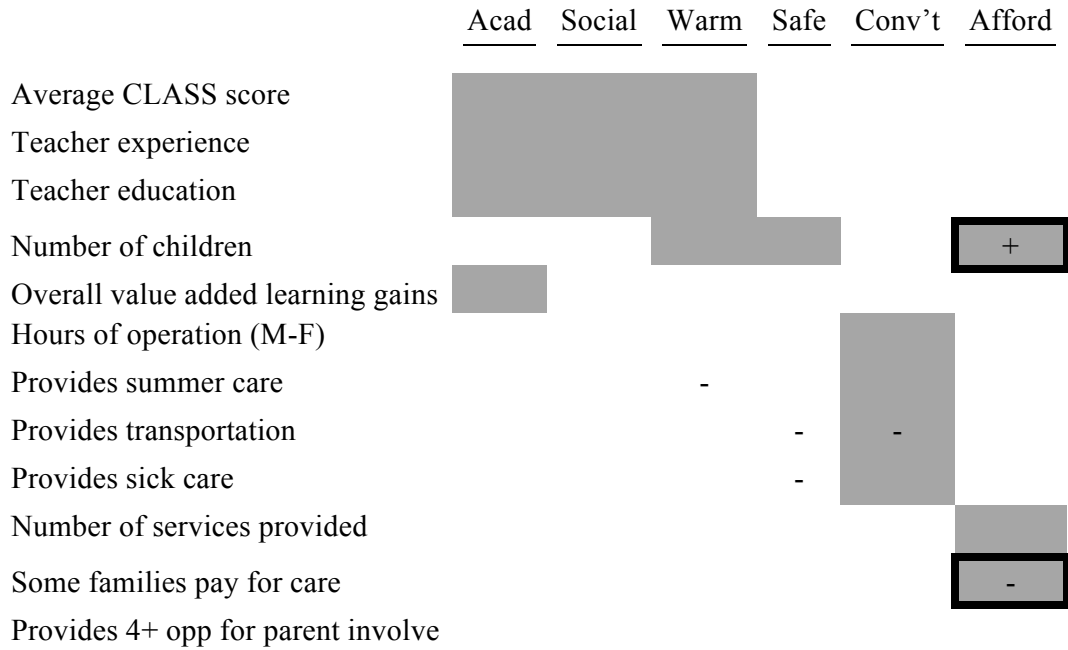 Acad Social Warm Safe Conv’t Afford
Average CLASS score
Teacher experience
Teacher education
Number of children +
Overall value added learning gains
Hours of operation (M-F)
Provides summer care -
Provides transportation - -
Provides sick care -
Number of services provided
Some families pay for care -
Provides 4+ opp for parent involve